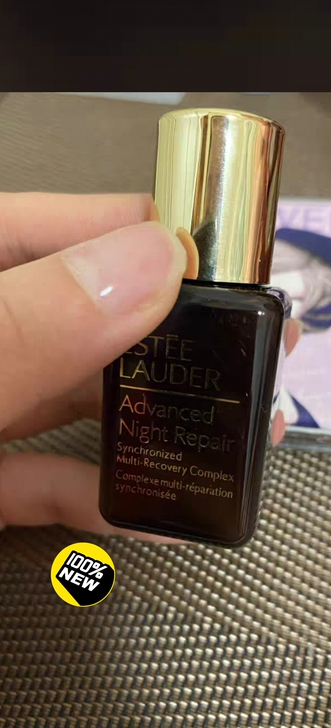 ESTĒE
LAUDER
Advanced
Night Repair
Synchronized
Multi-Recovery Complex
Complexe multi-réparation
synchronisée
100%
NEW